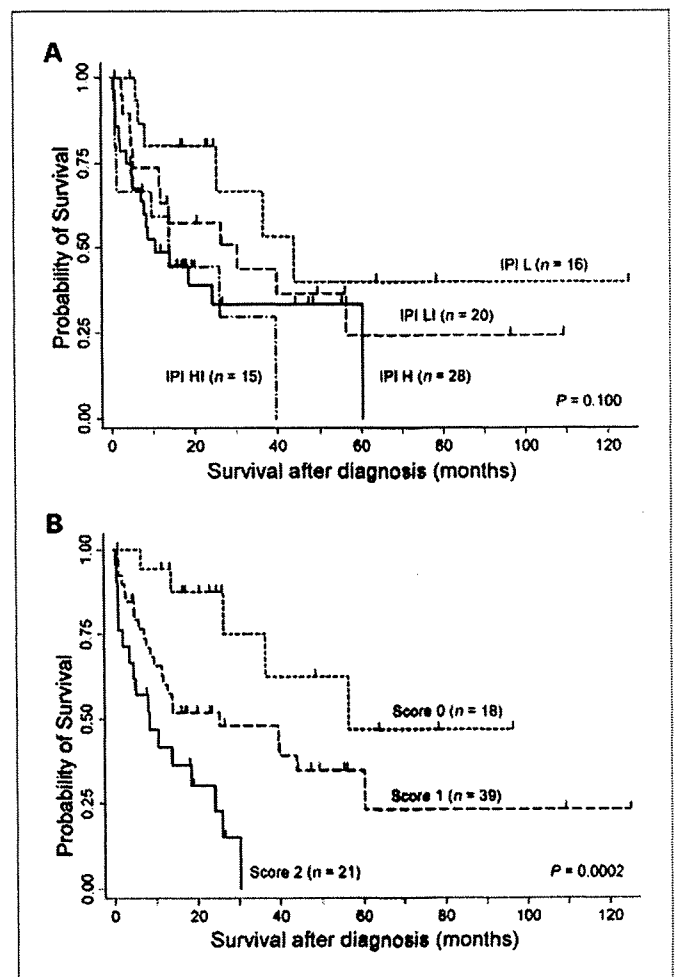 A
Probability of Survival
1.00
0.75
0.50
0.25
0.00
IPI L (n = 16)
IPI LI (n = 20)
IPI HI (n = 15)
IPI H (n = 28)
P = 0.100
0 20 40 60 80 100 120
Survival after diagnosis (months)
B
Probability of Survival
1.00
0.75
0.50
0.25
0.00
Score 0 (n = 18)
Score 1 (n = 39)
Score 2 (n = 21)
P = 0.0002
0 20 40 60 80 100 120
Survival after diagnosis (months)